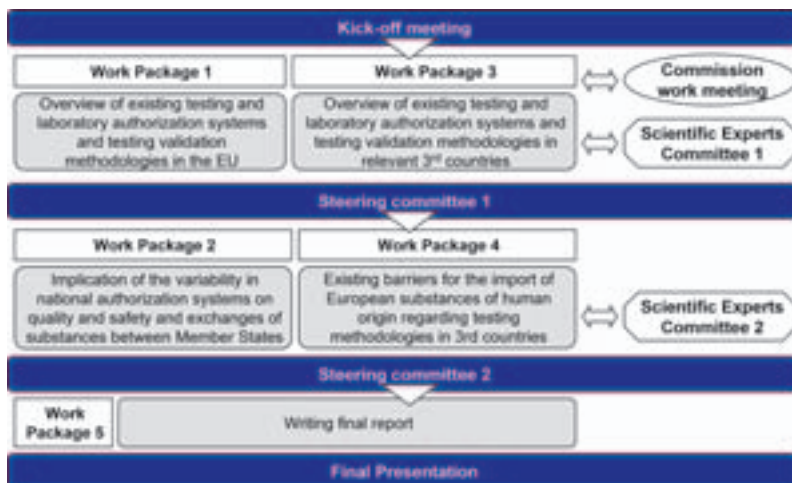 Kick-off meeting
Work Package 1
Overview of existing testing and
laboratory authorization systems
and testing validation
methodologies in the EU
Work Package 3
Overview of existing testing and
laboratory authorization systems and
testing validation methodologies in
relevant 3rd countries
Commission
work meeting
Scientific Experts
Committee 1
Steering committee 1
Work Package 2
Implication of the variability in
national authorization systems on
quality and safety and exchanges of
substances between Member States
Work Package 4
Existing barriers for the import of
European substances of human
origin regarding testing
methodologies in 3rd countries
Scientific Experts
Committee 2
Steering committee 2
Work
Package 5
Writing final report
Final Presentation